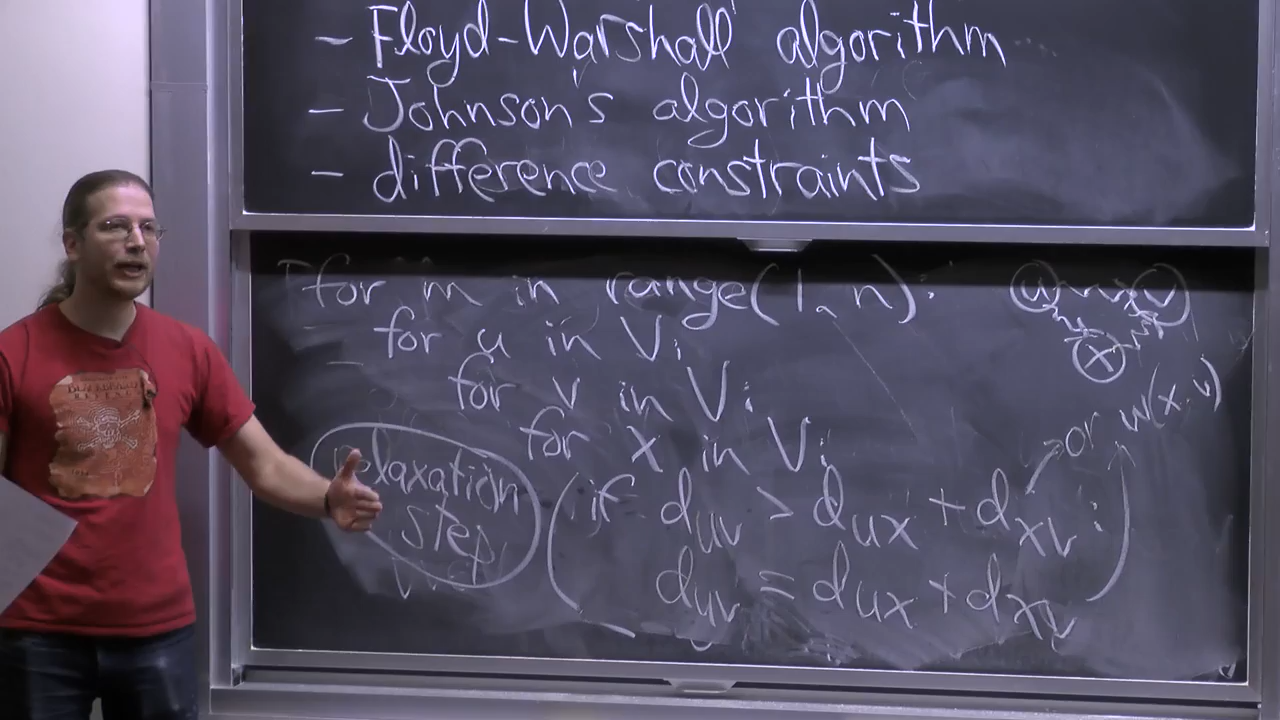 – Floyd-Warshall algorithm
– Johnson's algorithm
– difference constraints
for m in range(1, n):
for u in V:
for v in V:
for x in V:
u v
x
or w(x,v)
relaxation
step
(if d_uv > d_ux + d_xv:
d_uv = d_ux + d_xv)